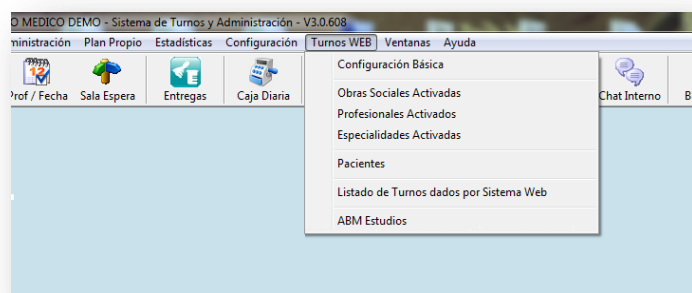 O MEDICO DEMO - Sistema de Turnos y Administración - V3.0.608
ministración Plan Propio Estadísticas Configuración Turnos WEB Ventanas Ayuda
12
Prof / Fecha Sala Espera Entregas Caja Diaria Chat Interno B
Configuración Básica
Obras Sociales Activadas
Profesionales Activados
Especialidades Activadas
Pacientes
Listado de Turnos dados por Sistema Web
ABM Estudios